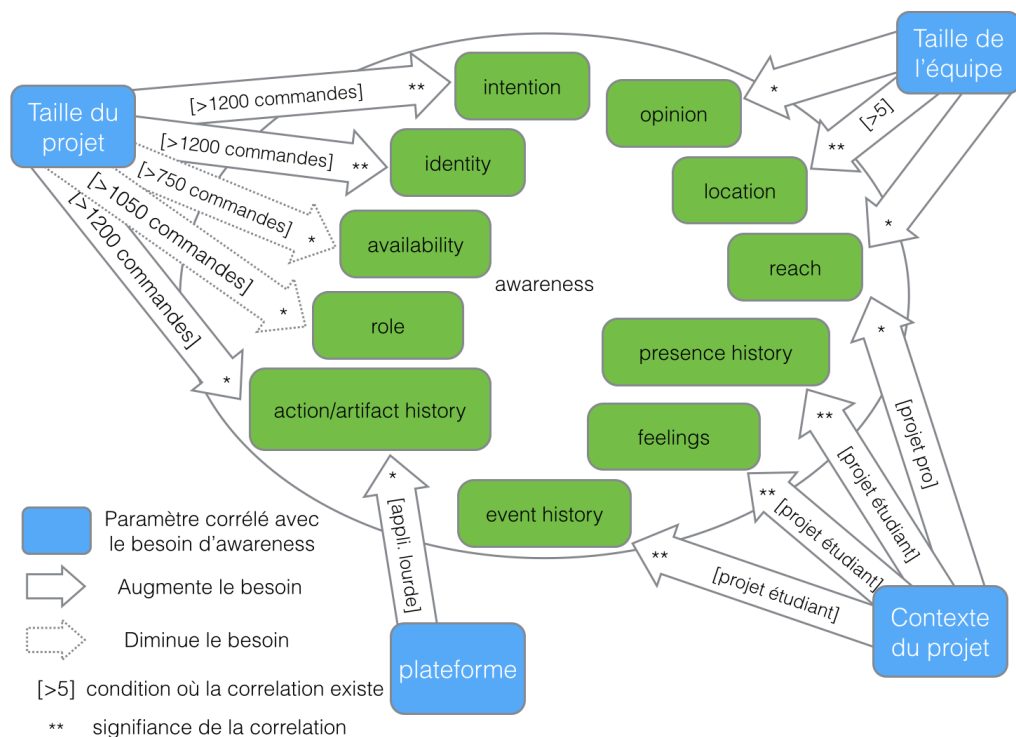 Taille de
l'équipe
Taille du
projet
[>1200 commandes]
**
intention
*
opinion
[>5]
**
[>1200 commandes]
**
identity
location
[>750 commandes]
*
availability
*
reach
[>1050 commandes]
*
awareness
role
[>1200 commandes]
*
*
presence history
action/artifact history
[projet pro]
**
feelings
[projet étudiant]
*
[appli. lourde]
**
[projet étudiant]
event history
**
[projet étudiant]
Paramètre corrélé avec
le besoin d'awareness
Augmente le besoin
Diminue le besoin
plateforme
Contexte
du projet
[>5] condition où la correlation existe
** signifiance de la correlation